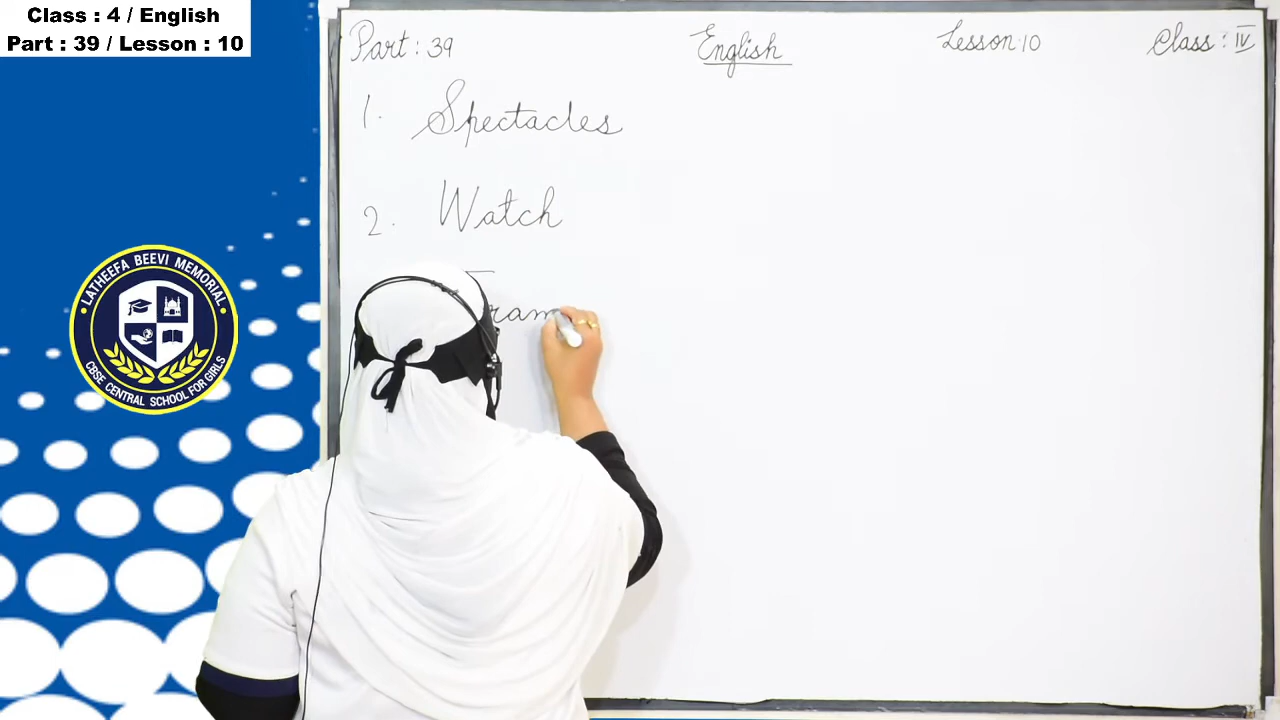 Class : 4 / English
Part : 39 / Lesson : 10
Part : 39 English Lesson:10 Class : IV
1. Spectacles
2. Watch
LATHEEFA BEEVI MEMORIAL
CBSE CENTRAL SCHOOL FOR GIRLS